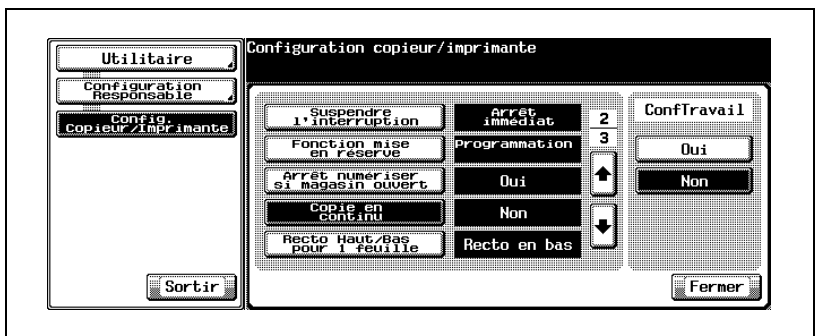 Utilitaire
Configuration
Responsable
Config.
Copieur/Imprimante
Sortir
Configuration copieur/imprimante
Suspendre
l'interruption
Arrêt
immédiat
Fonction mise
en réserve
Programmation
Arrêt numériser
si magasin ouvert
Oui
Copie en
continu
Non
Recto Haut/Bas
pour 1 feuille
Recto en bas
2
3
ConfTravail
Oui
Non
Fermer